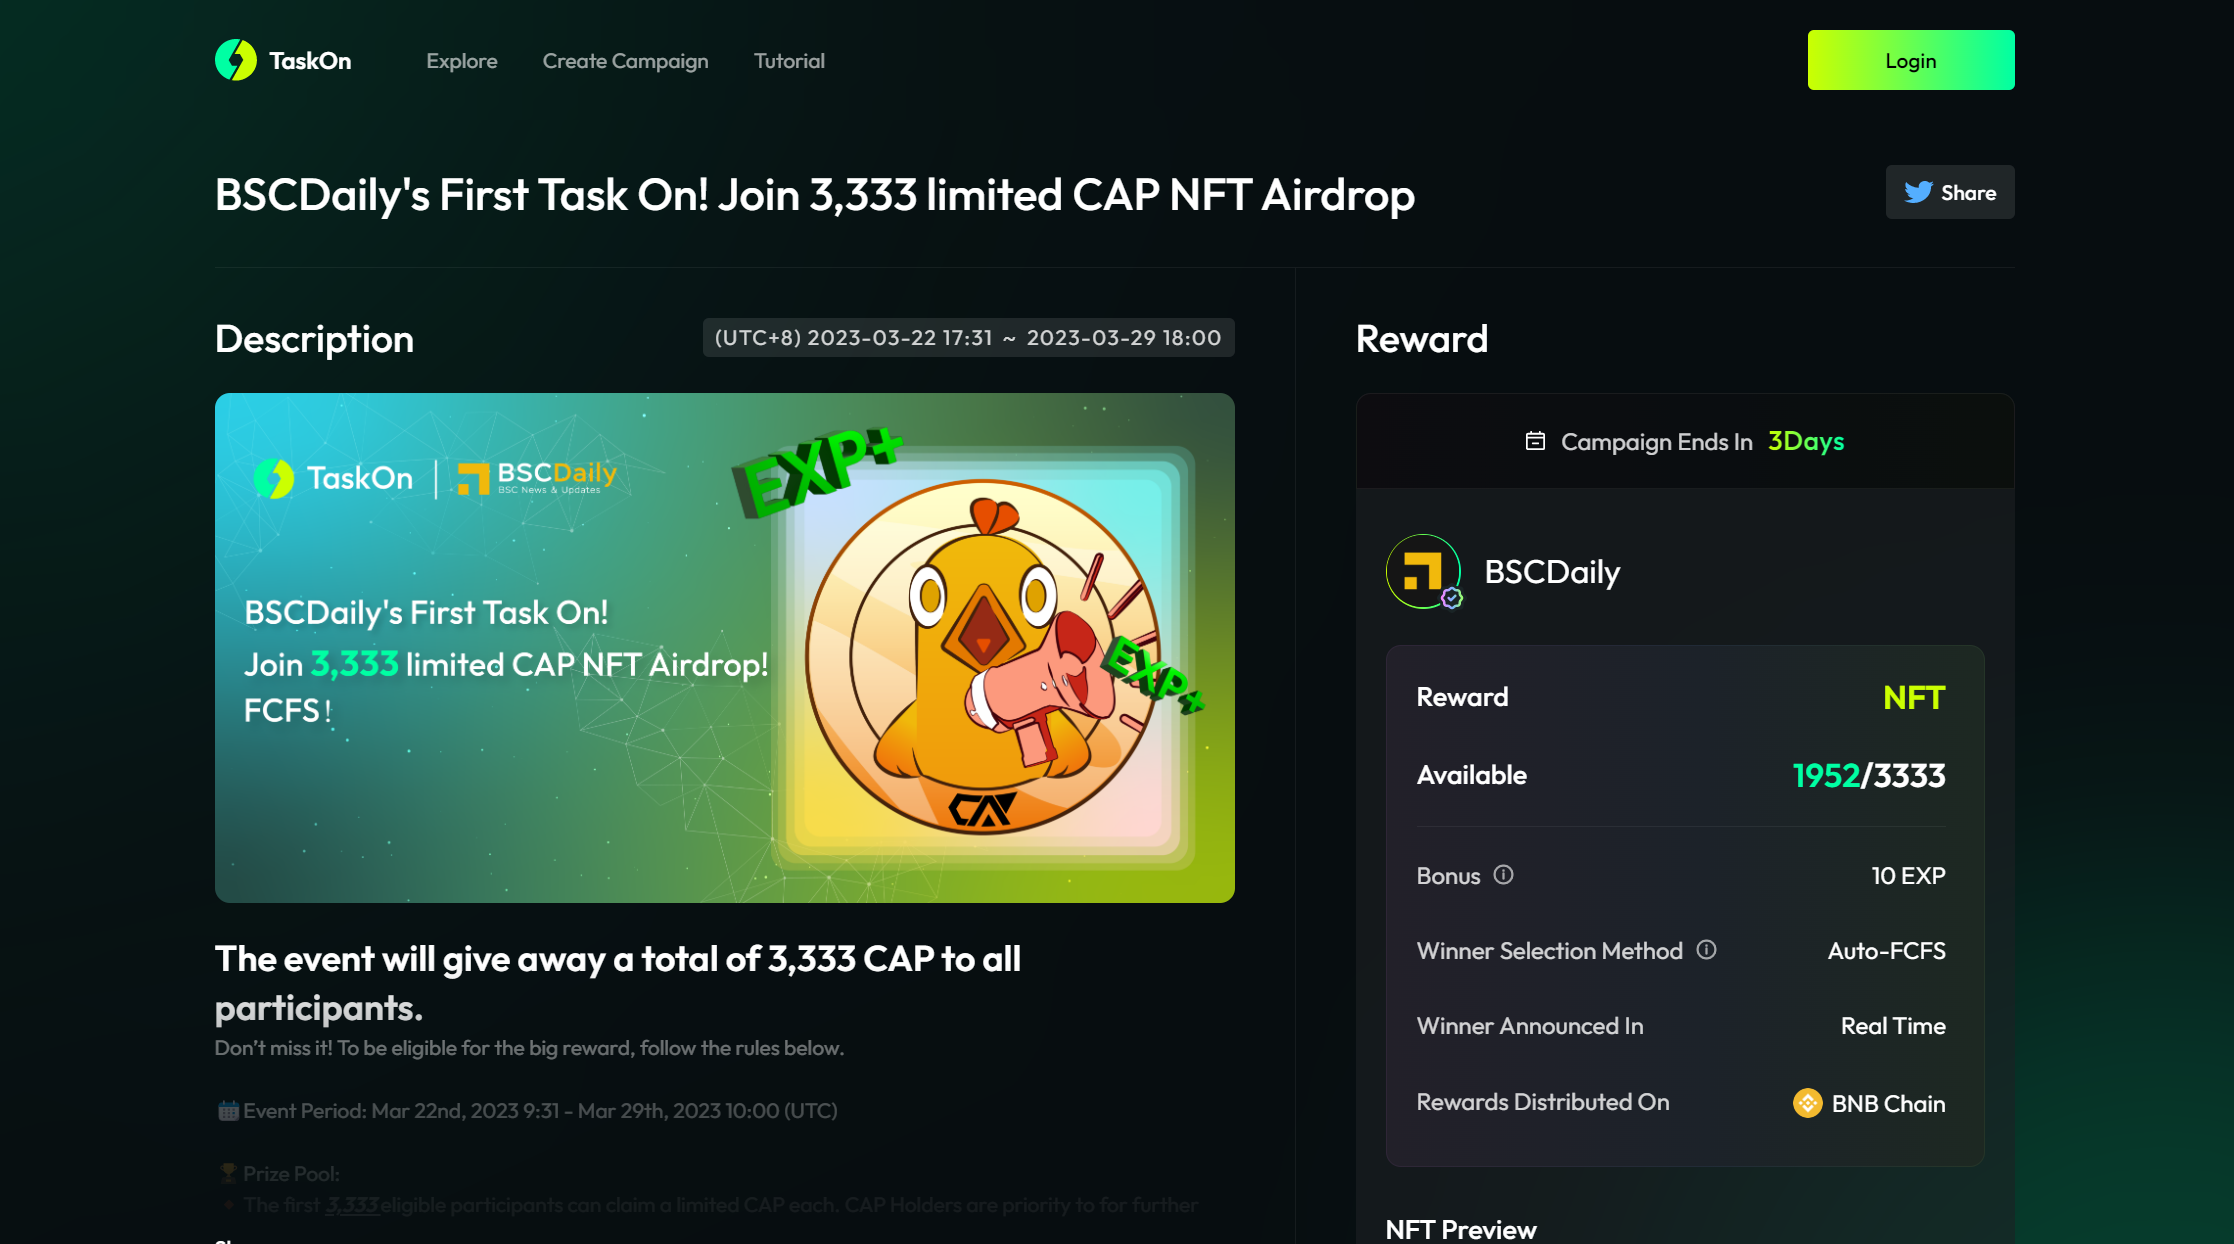 TaskOn
Explore
Create Campaign
Tutorial
Login
BSCDaily's First Task On! Join 3,333 limited CAP NFT Airdrop
Share
Description
(UTC+8) 2023-03-22 17:31 ~ 2023-03-29 18:00
TaskOn
BSCDaily
BSC News & Updates
EXP+
BSCDaily's First Task On!
Join 3,333 limited CAP NFT Airdrop!
FCFS!
EXP+
CAP
The event will give away a total of 3,333 CAP to all
participants.
Don't miss it! To be eligible for the big reward, follow the rules below.
Event Period: Mar 22nd, 2023 9:31 - Mar 29th, 2023 10:00 (UTC)
Prize Pool:
The first 3,333 eligible participants can claim a limited CAP each. CAP Holders are priority to for further
Reward
Campaign Ends In 3Days
BSCDaily
Reward NFT
Available 1952/3333
Bonus 10 EXP
Winner Selection Method Auto-FCFS
Winner Announced In Real Time
Rewards Distributed On BNB Chain
NFT Preview